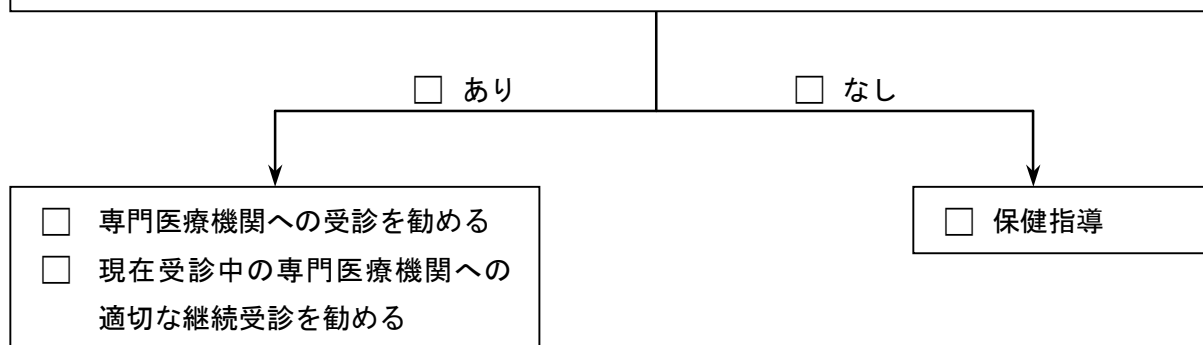 □ あり
□ なし
□ 専門医療機関への受診を勧める
□ 現在受診中の専門医療機関への
適切な継続受診を勧める
□ 保健指導